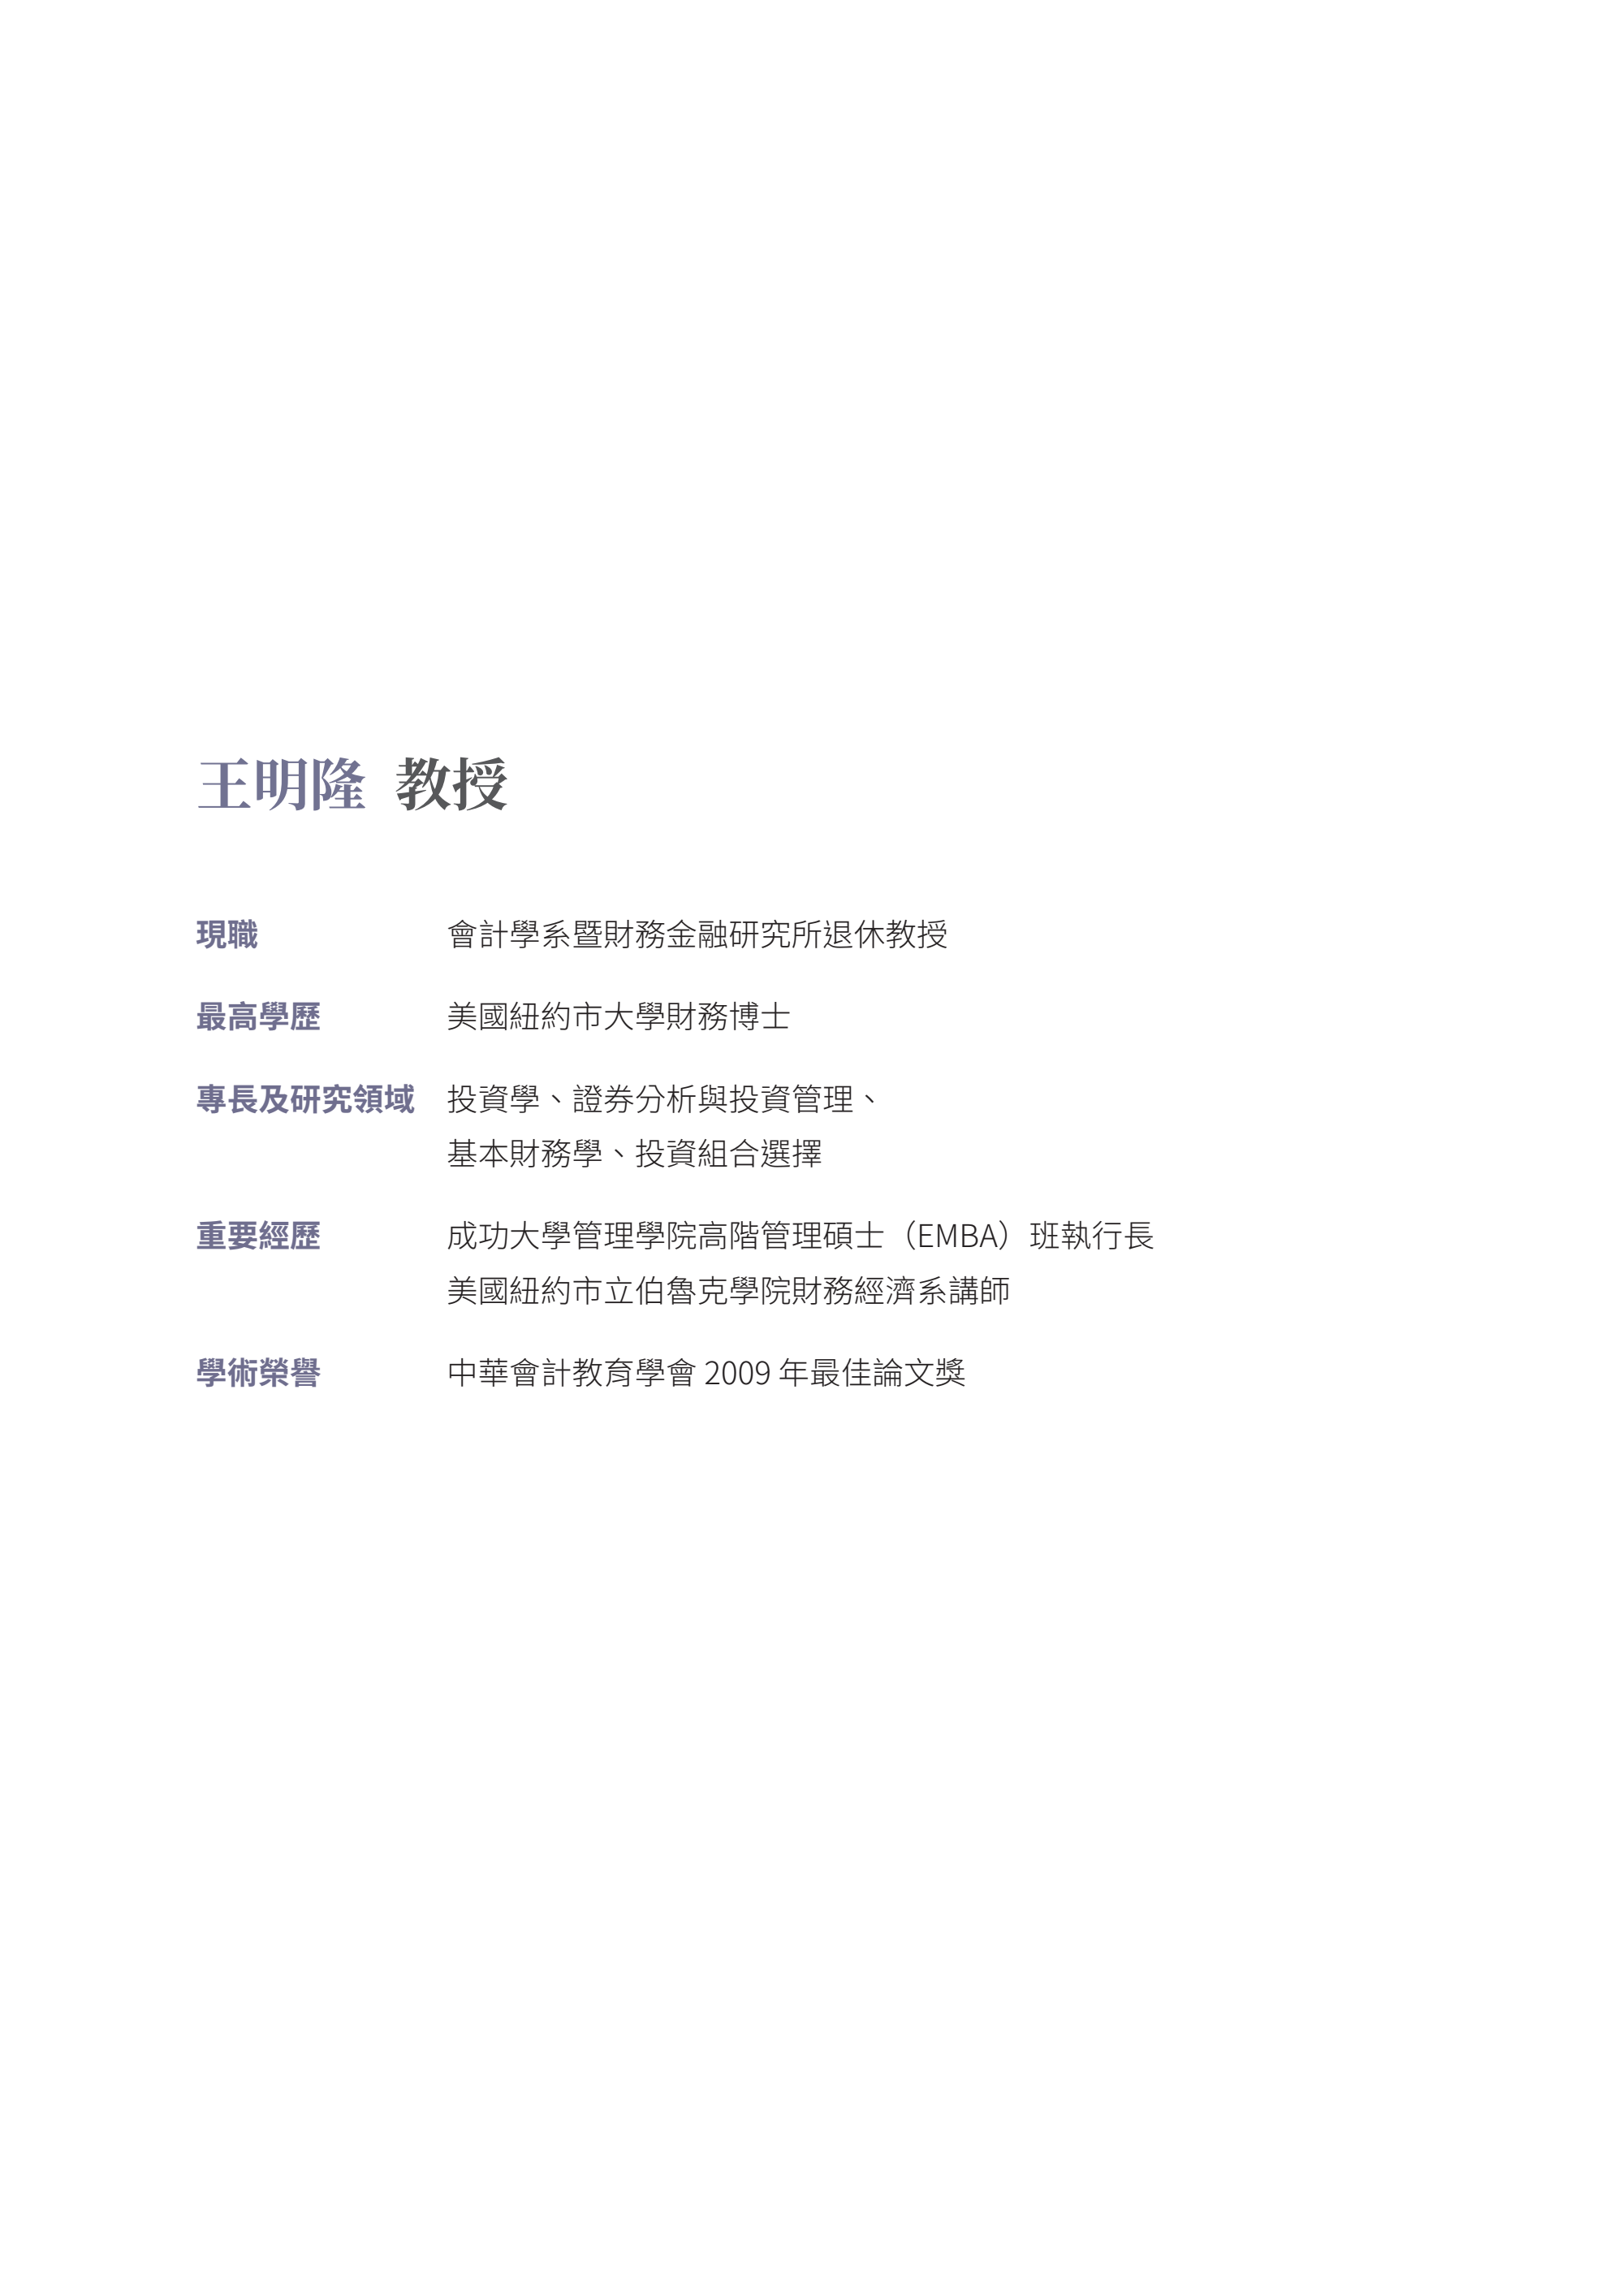 王明隆 教授
現職 會計學系暨財務金融研究所退休教授
最高學歷 美國紐約市大學財務博士
專長及研究領域 投資學、證券分析與投資管理、
基本財務學、投資組合選擇
重要經歷 成功大學管理學院高階管理碩士（EMBA）班執行長
美國紐約市立伯魯克學院財務經濟系講師
學術榮譽 中華會計教育學會 2009 年最佳論文獎